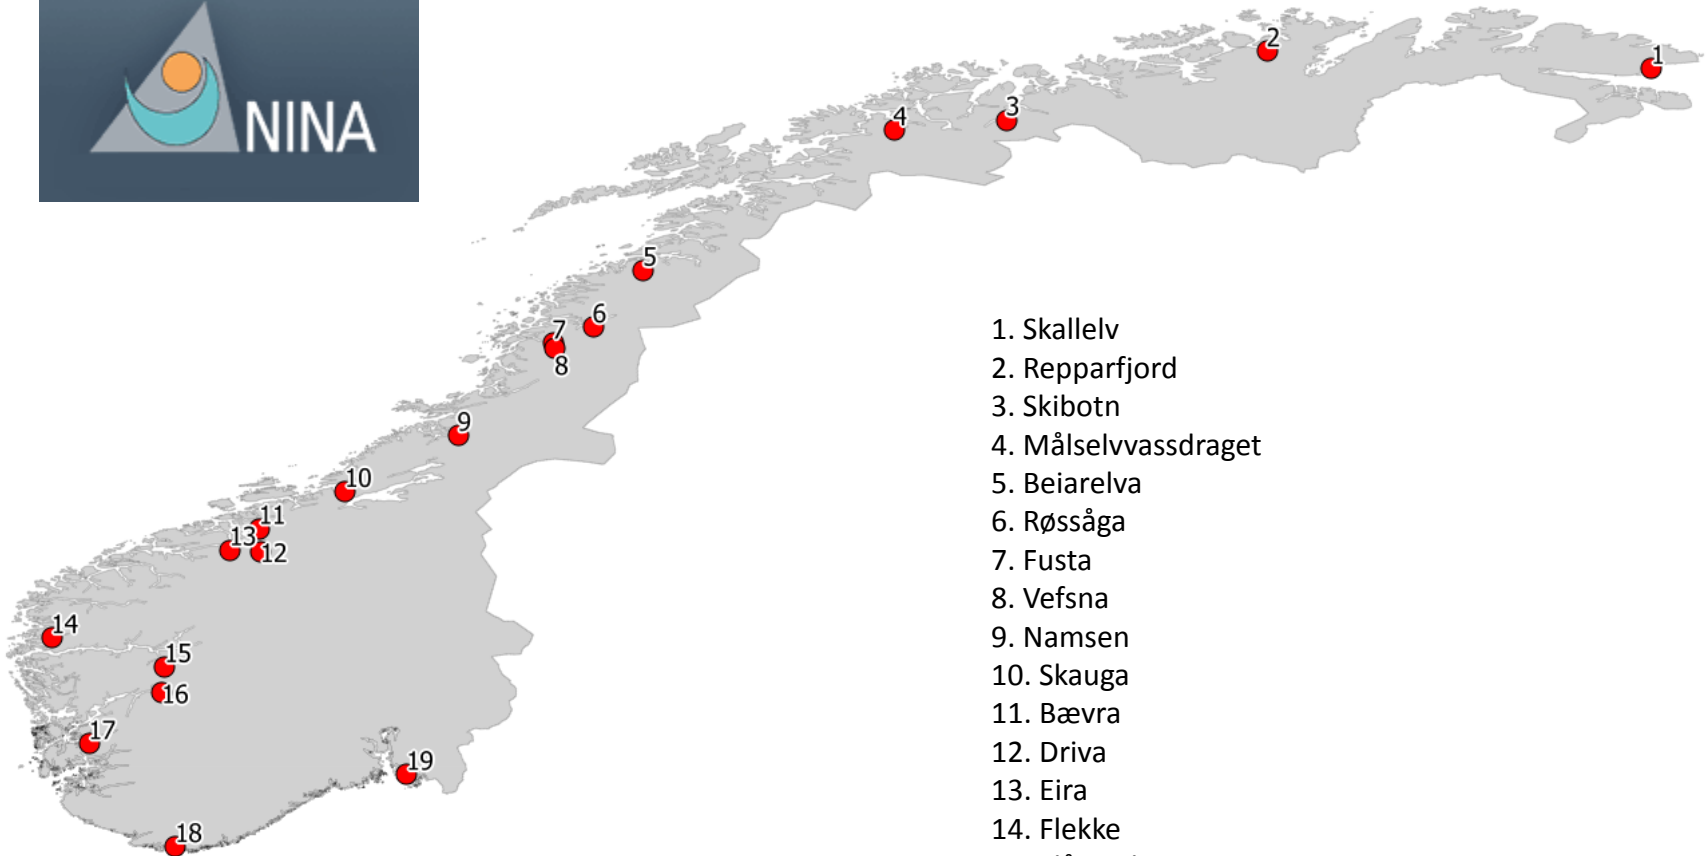 NINA
1
2
3
4
5
6
7
8
9
10
11
12
13
14
15
16
17
18
19
1. Skallelv
2. Repparfjord
3. Skibotn
4. Målselvvassdraget
5. Beiarelva
6. Røssåga
7. Fusta
8. Vefsna
9. Namsen
10. Skauga
11. Bævra
12. Driva
13. Eira
14. Flekke